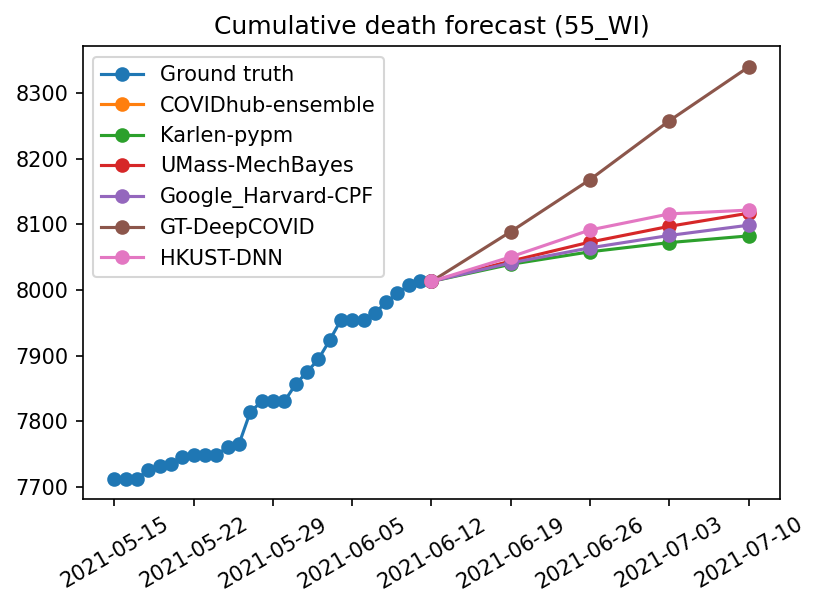 Cumulative death forecast (55_WI)
Ground truth
COVIDhub-ensemble
Karlen-pypm
UMass-MechBayes
Google_Harvard-CPF
GT-DeepCOVID
HKUST-DNN
8300
8200
8100
8000
7900
7800
7700
2021-05-15
2021-05-22
2021-05-29
2021-06-05
2021-06-12
2021-06-19
2021-06-26
2021-07-03
2021-07-10